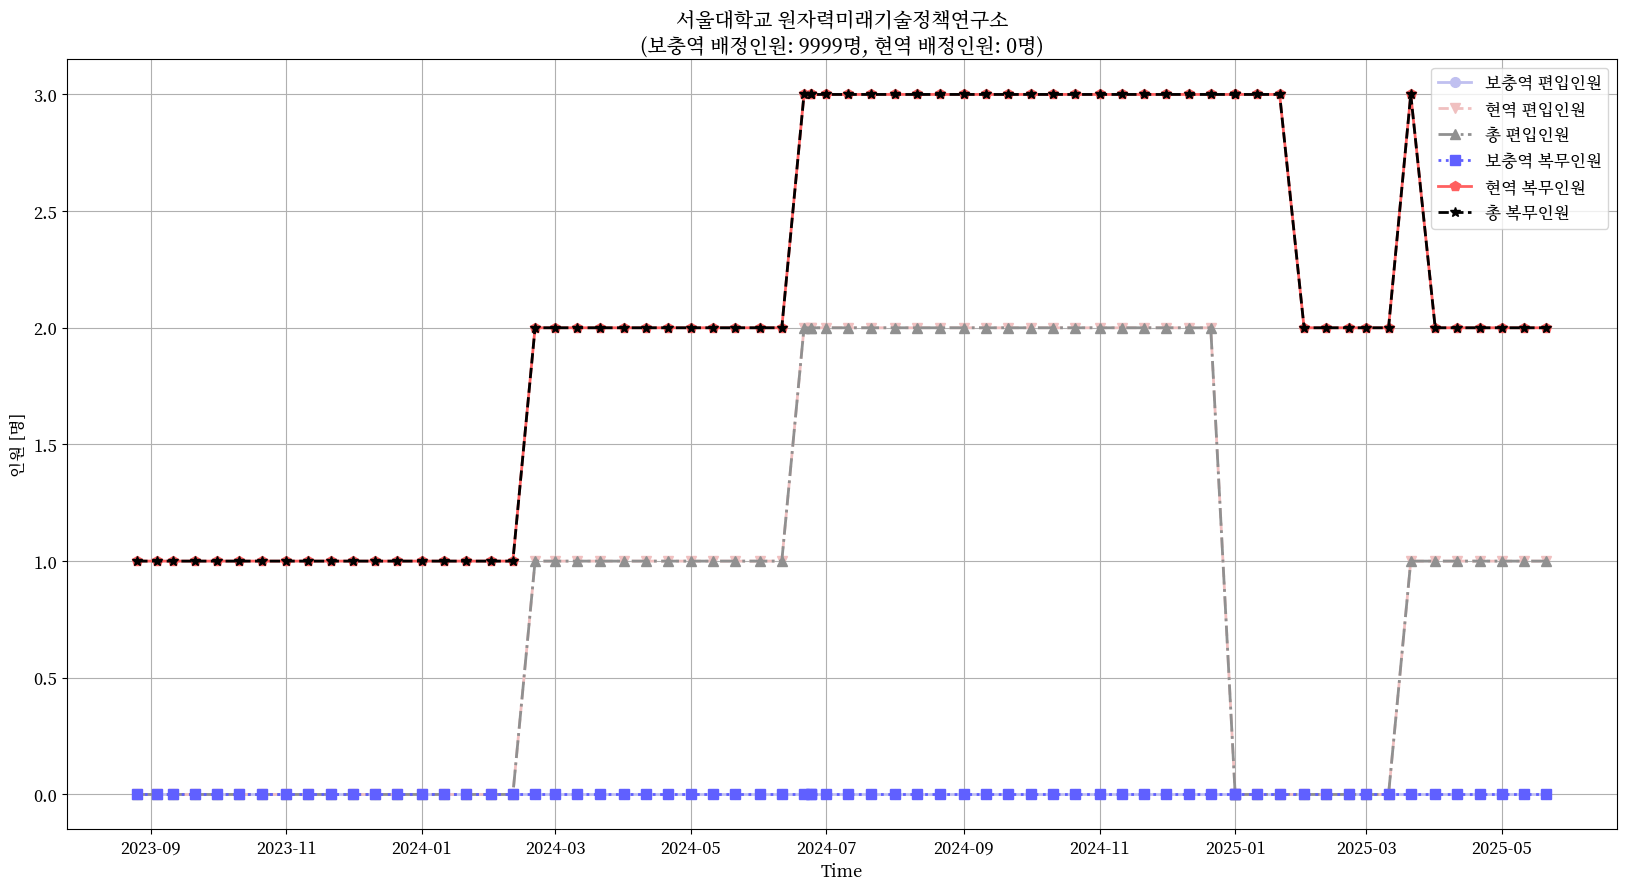 서울대학교 원자력미래기술정책연구소
(보충역 배정인원: 9999명, 현역 배정인원: 0명)
보충역 편입인원
현역 편입인원
총 편입인원
보충역 복무인원
현역 복무인원
총 복무인원
인원 [명]
3.0
2.5
2.0
1.5
1.0
0.5
0.0
2023-09
2023-11
2024-01
2024-03
2024-05
2024-07
2024-09
2024-11
2025-01
2025-03
2025-05
Time